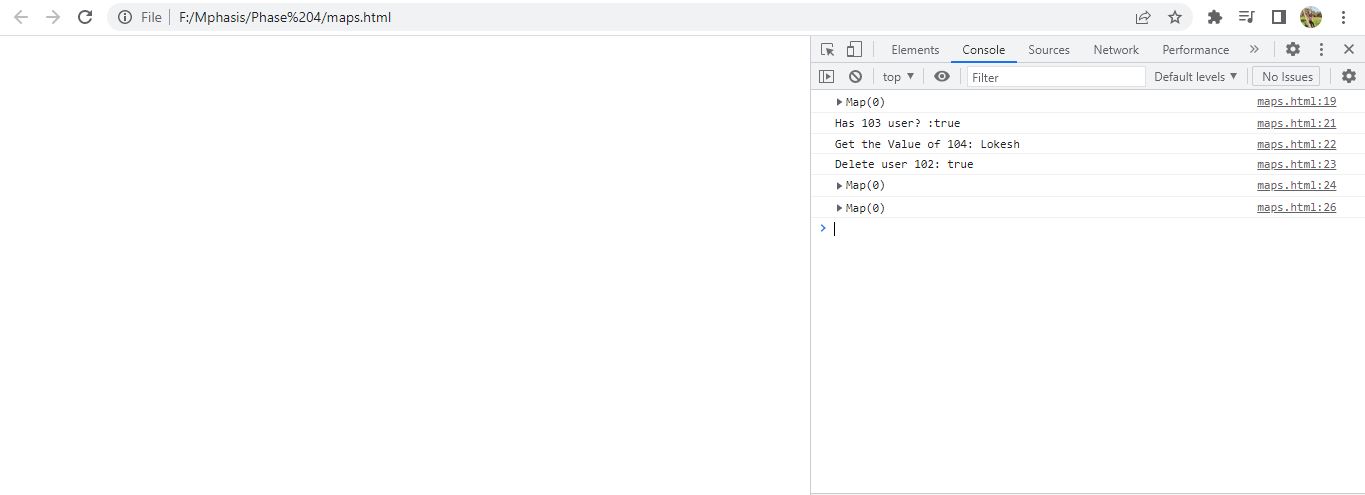 File F:/Mphasis/Phase%204/maps.html
Elements Console Sources Network Performance »
top ▼ Filter Default levels ▼ No Issues
▶ Map(0) maps.html:19
Has 103 user? :true maps.html:21
Get the Value of 104: Lokesh maps.html:22
Delete user 102: true maps.html:23
▶ Map(0) maps.html:24
▶ Map(0) maps.html:26
>